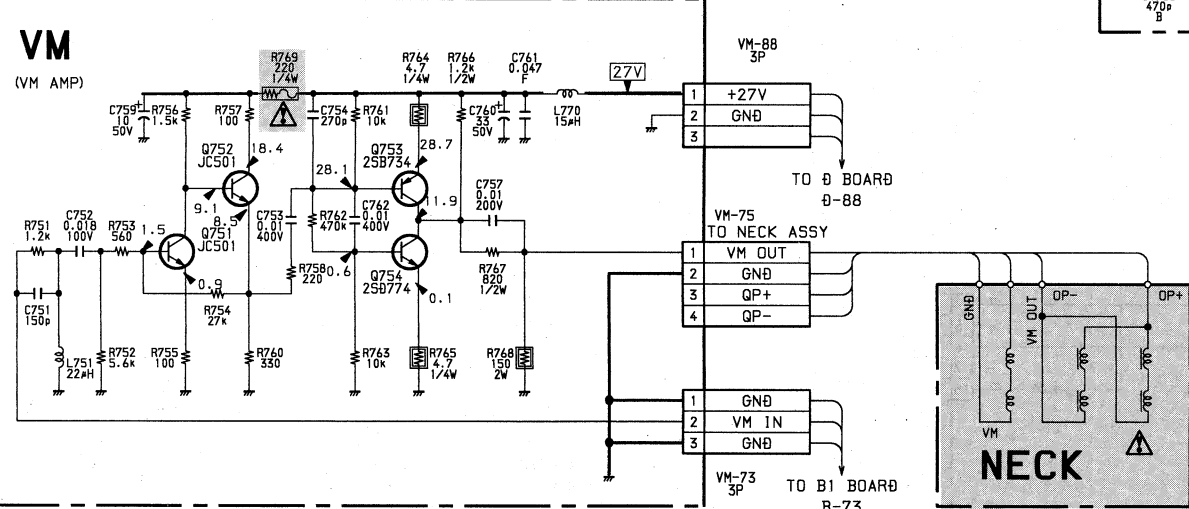 470p
B
VM
(VM AMP)
R769
220
1/4W
R764
4.7
1/4W
R766
1.2k
1/2W
C761
0.047
F
27V
VM-88
3P
C759
10
50V
R756
1.5k
R757
100
C754
270p
R761
10k
C760
33
50V
L770
15μH
1 +27V
2 GND
3
TO D BOARD
D-88
Q752
JC501
18.4
28.1
Q753
2SB734
28.7
9.1
8.5
C753
0.01
400V
R762
470k
C762
0.01
400V
11.9
C757
0.01
200V
R751
1.2k
C752
0.018
100V
R753
560
1.5
Q751
JC501
VM-75
TO NECK ASSY
1 VM OUT
2 GND
3 QP+
4 QP-
0.9
R758
220
0.6
Q754
2SD774
R767
820
1/2W
0.1
C751
150p
R754
27k
L751
22μH
R752
5.6k
R755
100
R760
330
R763
10k
R765
4.7
1/4W
R768
150
2W
GND
VM OUT
QP-
QP+
1 GND
2 VM IN
3 GND
VM
NECK
VM-73
3P
TO B1 BOARD
B-73